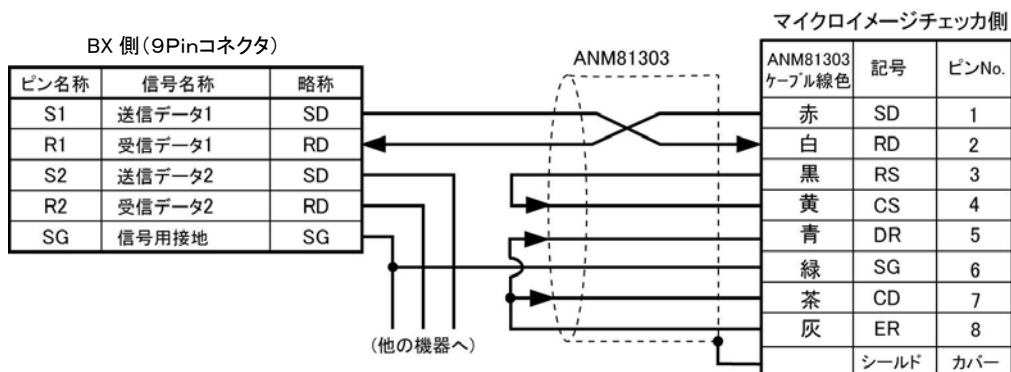 マイクロイメージチェッカ側
BX 側(9Pinコネクタ)
ANM81303
ピン名称 信号名称 略称
S1 送信データ1 SD
R1 受信データ1 RD
S2 送信データ2 SD
R2 受信データ2 RD
SG 信号用接地 SG
(他の機器へ)
ANM81303
ケーブル線色 記号 ピンNo.
赤 SD 1
白 RD 2
黒 RS 3
黄 CS 4
青 DR 5
緑 SG 6
茶 CD 7
灰 ER 8
シールド カバー